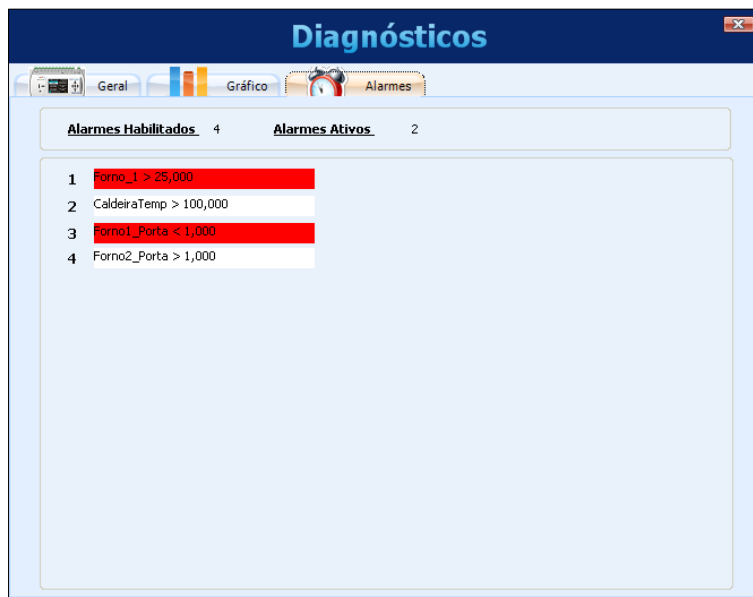 Diagnósticos
Geral Gráfico Alarmes
Alarmes Habilitados 4 Alarmes Ativos 2
1 Forno_1 > 25,000
2 CaldeiraTemp > 100,000
3 Forno1_Porta < 1,000
4 Forno2_Porta > 1,000